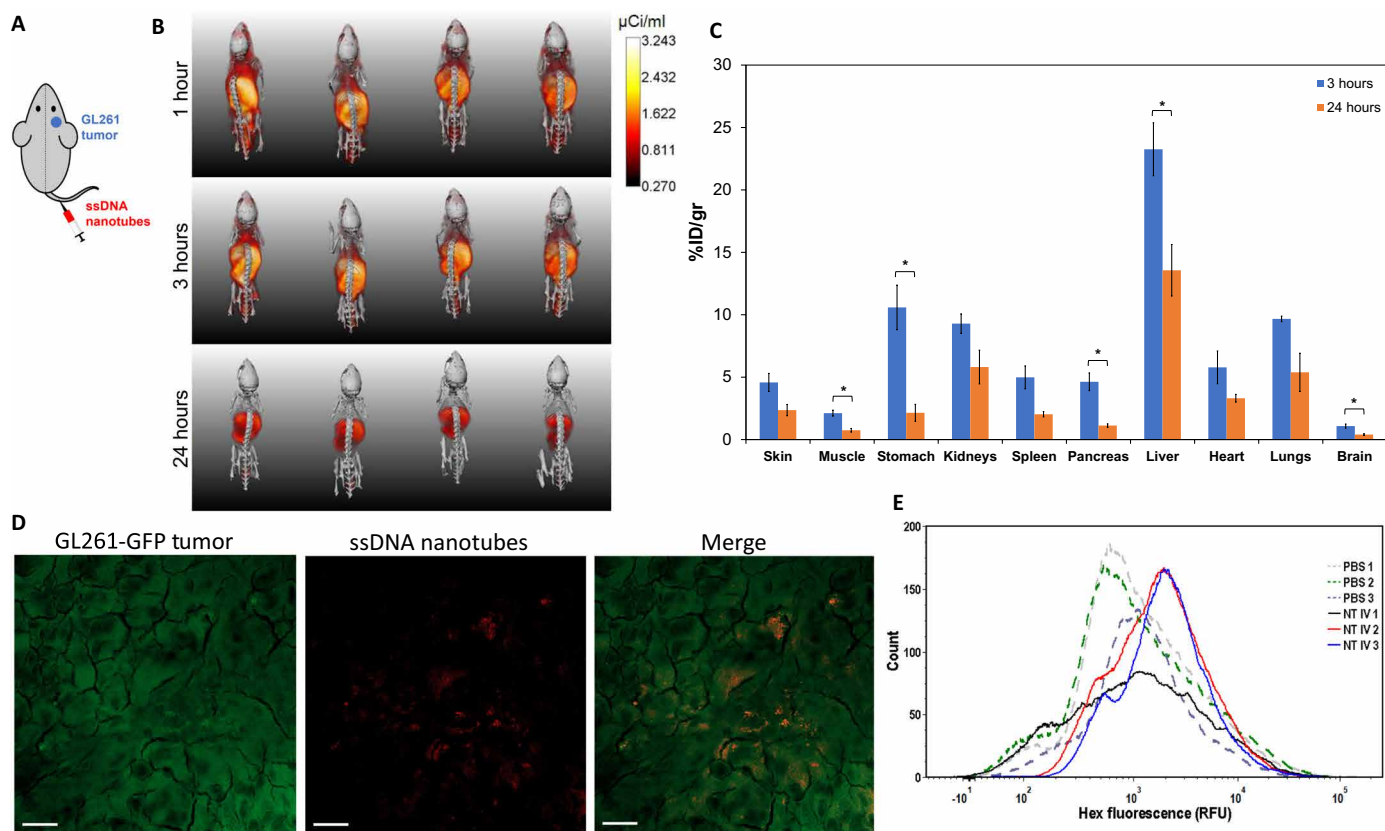 A
GL261
tumor
ssDNA
nanotubes
B
1 hour
3 hours
24 hours
µCi/ml
3.243
2.432
1.622
0.811
0.270
C
%ID/gr
30
25
20
15
10
5
0
3 hours
24 hours
*
*
*
*
*
Skin Muscle Stomach Kidneys Spleen Pancreas Liver Heart Lungs Brain
D
GL261-GFP tumor ssDNA nanotubes Merge
E
Count
200
150
100
50
0
PBS 1
PBS 2
PBS 3
NT IV 1
NT IV 2
NT IV 3
-10¹ 10² 10³ 10⁴ 10⁵
Hex fluorescence (RFU)